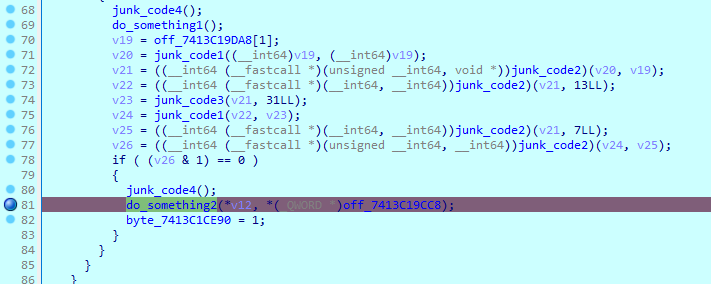 68 junk_code4();
69 do_something1();
70 v19 = off_7413C19DA8[1];
71 v20 = junk_code1((__int64)v19, (__int64)v19);
72 v21 = ((__int64 (__fastcall *)(unsigned __int64, void *))junk_code2)(v20, v19);
73 v22 = ((__int64 (__fastcall *)(__int64, __int64))junk_code2)(v21, 13LL);
74 v23 = junk_code3(v21, 31LL);
75 v24 = junk_code1(v22, v23);
76 v25 = ((__int64 (__fastcall *)(__int64, __int64))junk_code2)(v21, 7LL);
77 v26 = ((__int64 (__fastcall *)(unsigned __int64, __int64))junk_code2)(v24, v25);
78 if ( (v26 & 1) == 0 )
79 {
80 junk_code4();
81 do_something2(*v12, *(_QWORD *)off_7413C19CC8);
82 byte_7413C1CE90 = 1;
83 }
84 }
85 }
86 }